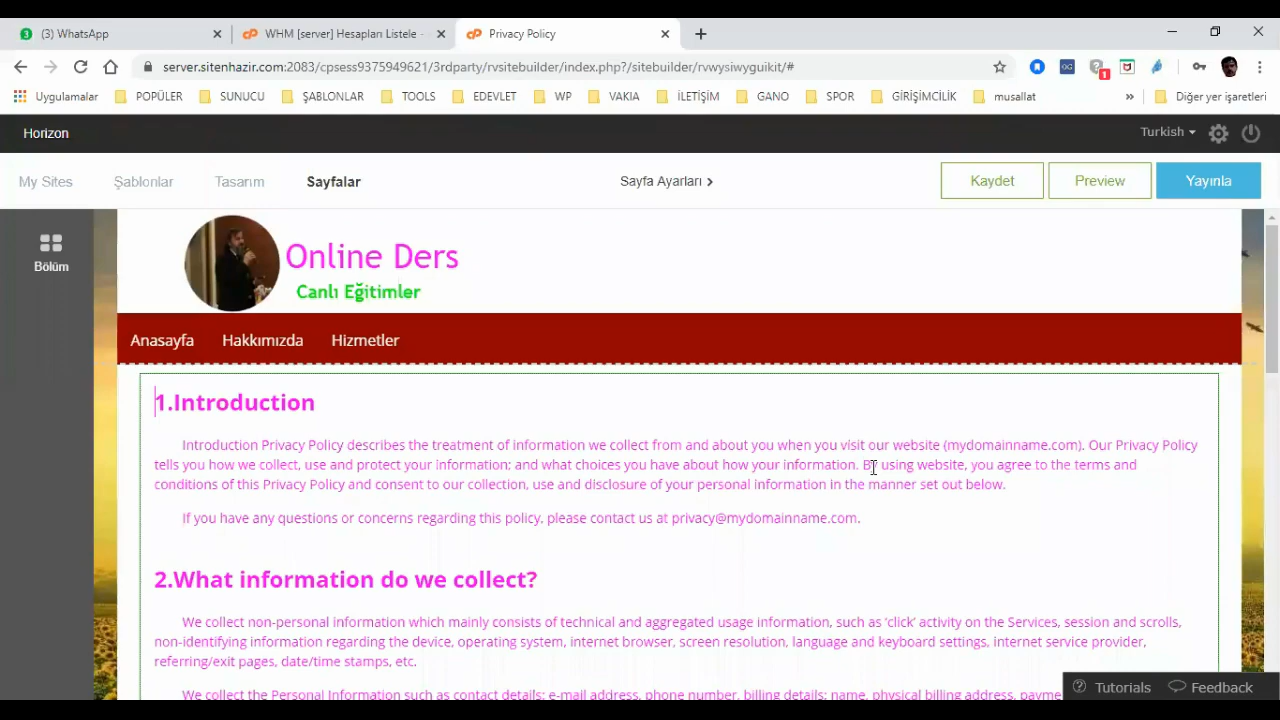 (3) WhatsApp
WHM [server] Hesapları Listele -
Privacy Policy
server.sitenhazir.com:2083/cpsess9375949621/3rdparty/rvsitebuilder/index.php?/sitebuilder/rvwysiwyguikit/#
Uygulamalar POPÜLER SUNUCU ŞABLONLAR TOOLS EDEVLET WP VAKIA İLETİŞİM GANO SPOR GİRİŞİMCİLİK musallat » Diğer yer işaretleri
Horizon
Turkish
My Sites Şablonlar Tasarım Sayfalar Sayfa Ayarları Kaydet Preview Yayınla
Bölüm
Online Ders
Canlı Eğitimler
Anasayfa Hakkımızda Hizmetler
1.Introduction
Introduction Privacy Policy describes the treatment of information we collect from and about you when you visit our website (mydomainname.com). Our Privacy Policy
tells you how we collect, use and protect your information; and what choices you have about how your information. By using website, you agree to the terms and
conditions of this Privacy Policy and consent to our collection, use and disclosure of your personal information in the manner set out below.
If you have any questions or concerns regarding this policy, please contact us at privacy@mydomainname.com.
2.What information do we collect?
We collect non-personal information which mainly consists of technical and aggregated usage information, such as ‘click’ activity on the Services, session and scrolls,
non-identifying information regarding the device, operating system, internet browser, screen resolution, language and keyboard settings, internet service provider,
referring/exit pages, date/time stamps, etc.
We collect the Personal Information such as contact details: e-mail address, phone number, billing details: name, physical billing address,
Tutorials Feedback